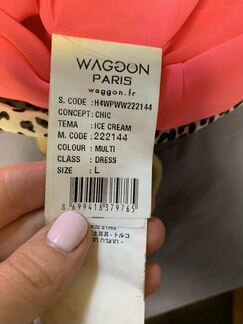 WAGGON
PARIS
waggon.fr
S. CODE : H4WPWW222144
CONCEPT : CHIC
TEMA : ICE CREAM
M. CODE : 222144
COLOUR : MULTI
CLASS : DRESS
SIZE : L
8 699418 379765